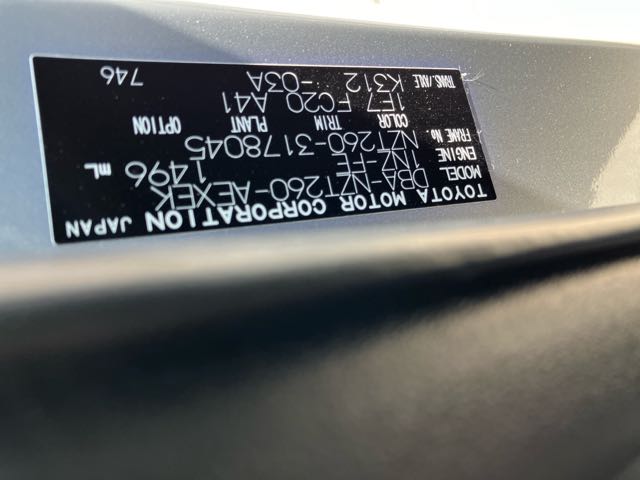 TOYOTA MOTOR CORPORATION JAPAN
MODEL DBA-NZT260-AEXEK
ENGINE 1NZ-FE 1496 mL
FRAME No. NZT260-3178045
COLOR TRIM PLANT OPTION
1E7 FC20 A41
TRANS./AXLE K312 -03A
746